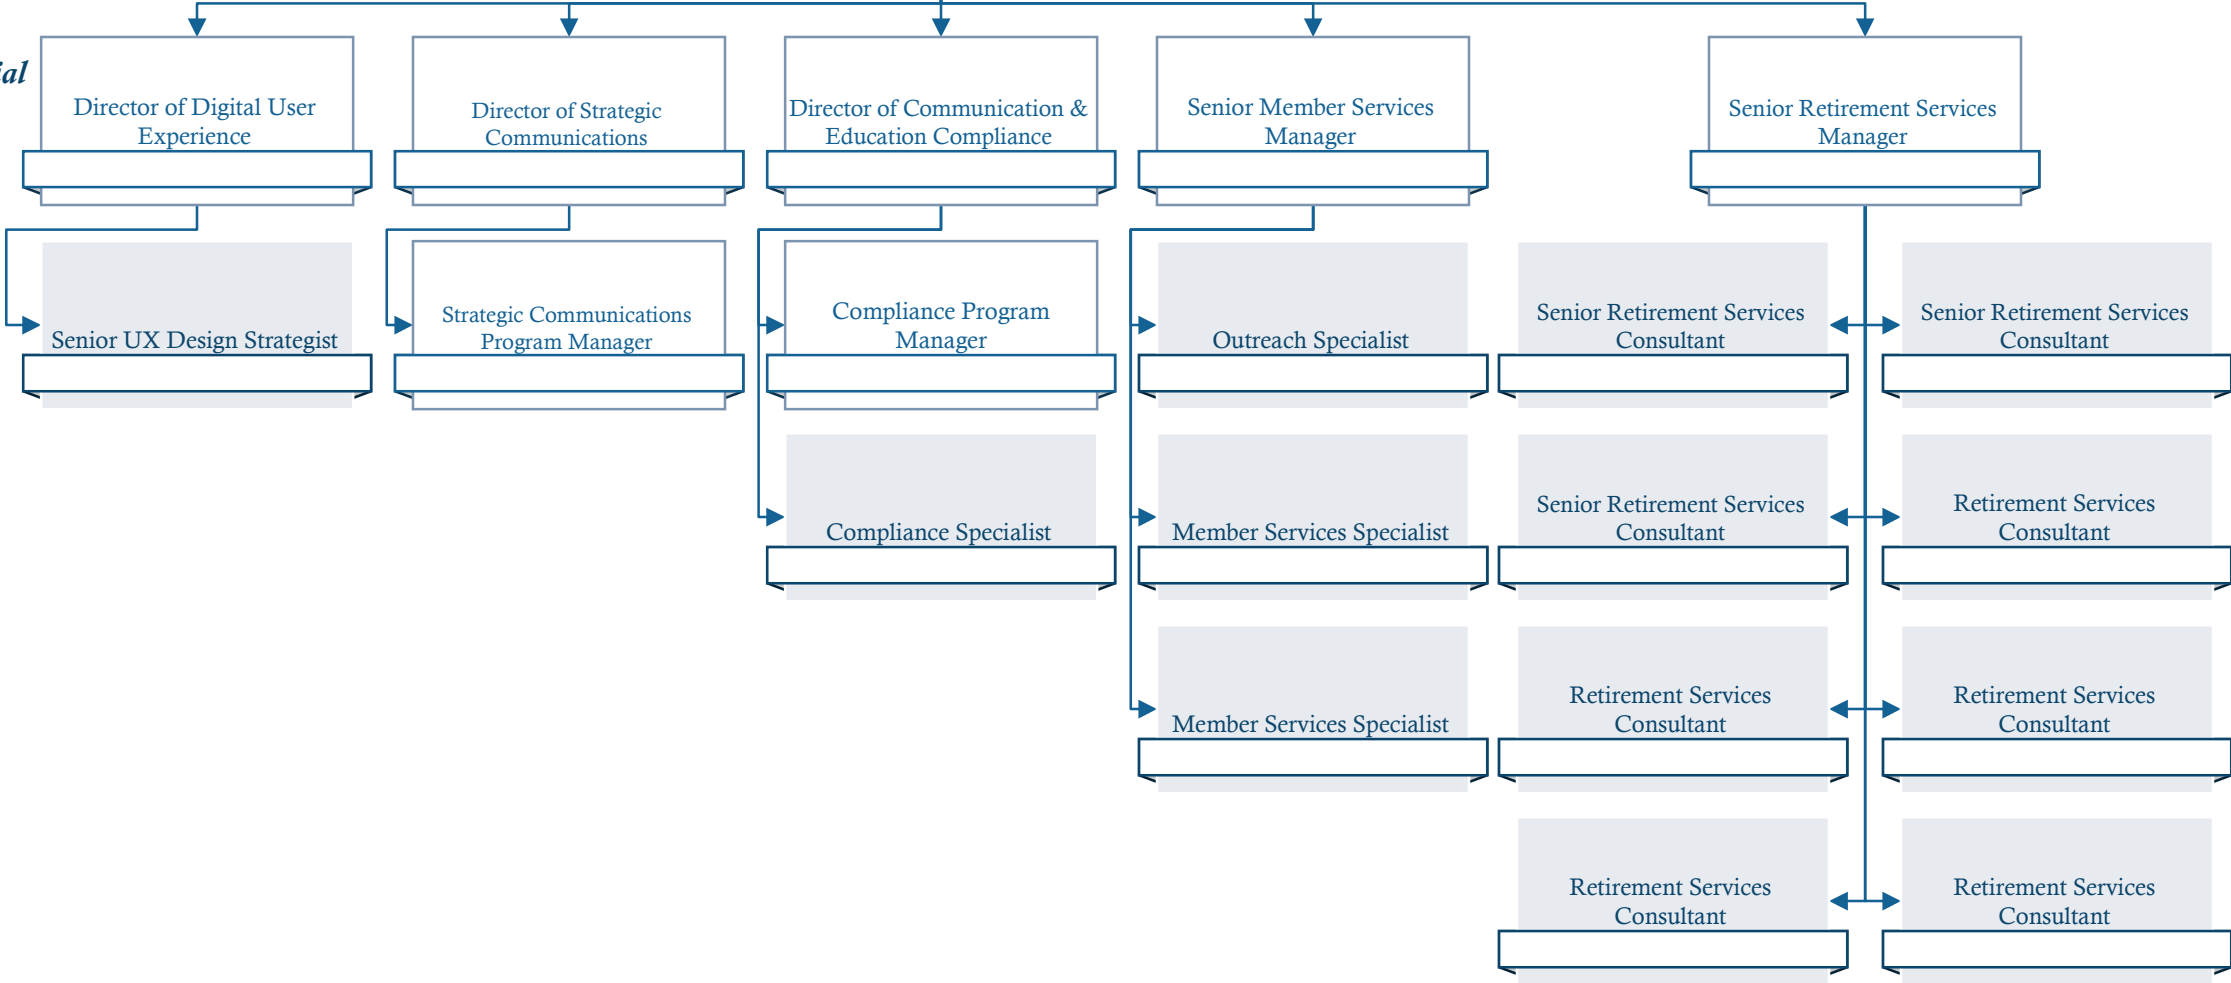 ial
Director of Digital User
Experience
Director of Strategic
Communications
Director of Communication &
Education Compliance
Senior Member Services
Manager
Senior Retirement Services
Manager
Senior UX Design Strategist
Strategic Communications
Program Manager
Compliance Program
Manager
Outreach Specialist
Senior Retirement Services
Consultant
Senior Retirement Services
Consultant
Compliance Specialist
Member Services Specialist
Senior Retirement Services
Consultant
Retirement Services
Consultant
Member Services Specialist
Retirement Services
Consultant
Retirement Services
Consultant
Retirement Services
Consultant
Retirement Services
Consultant